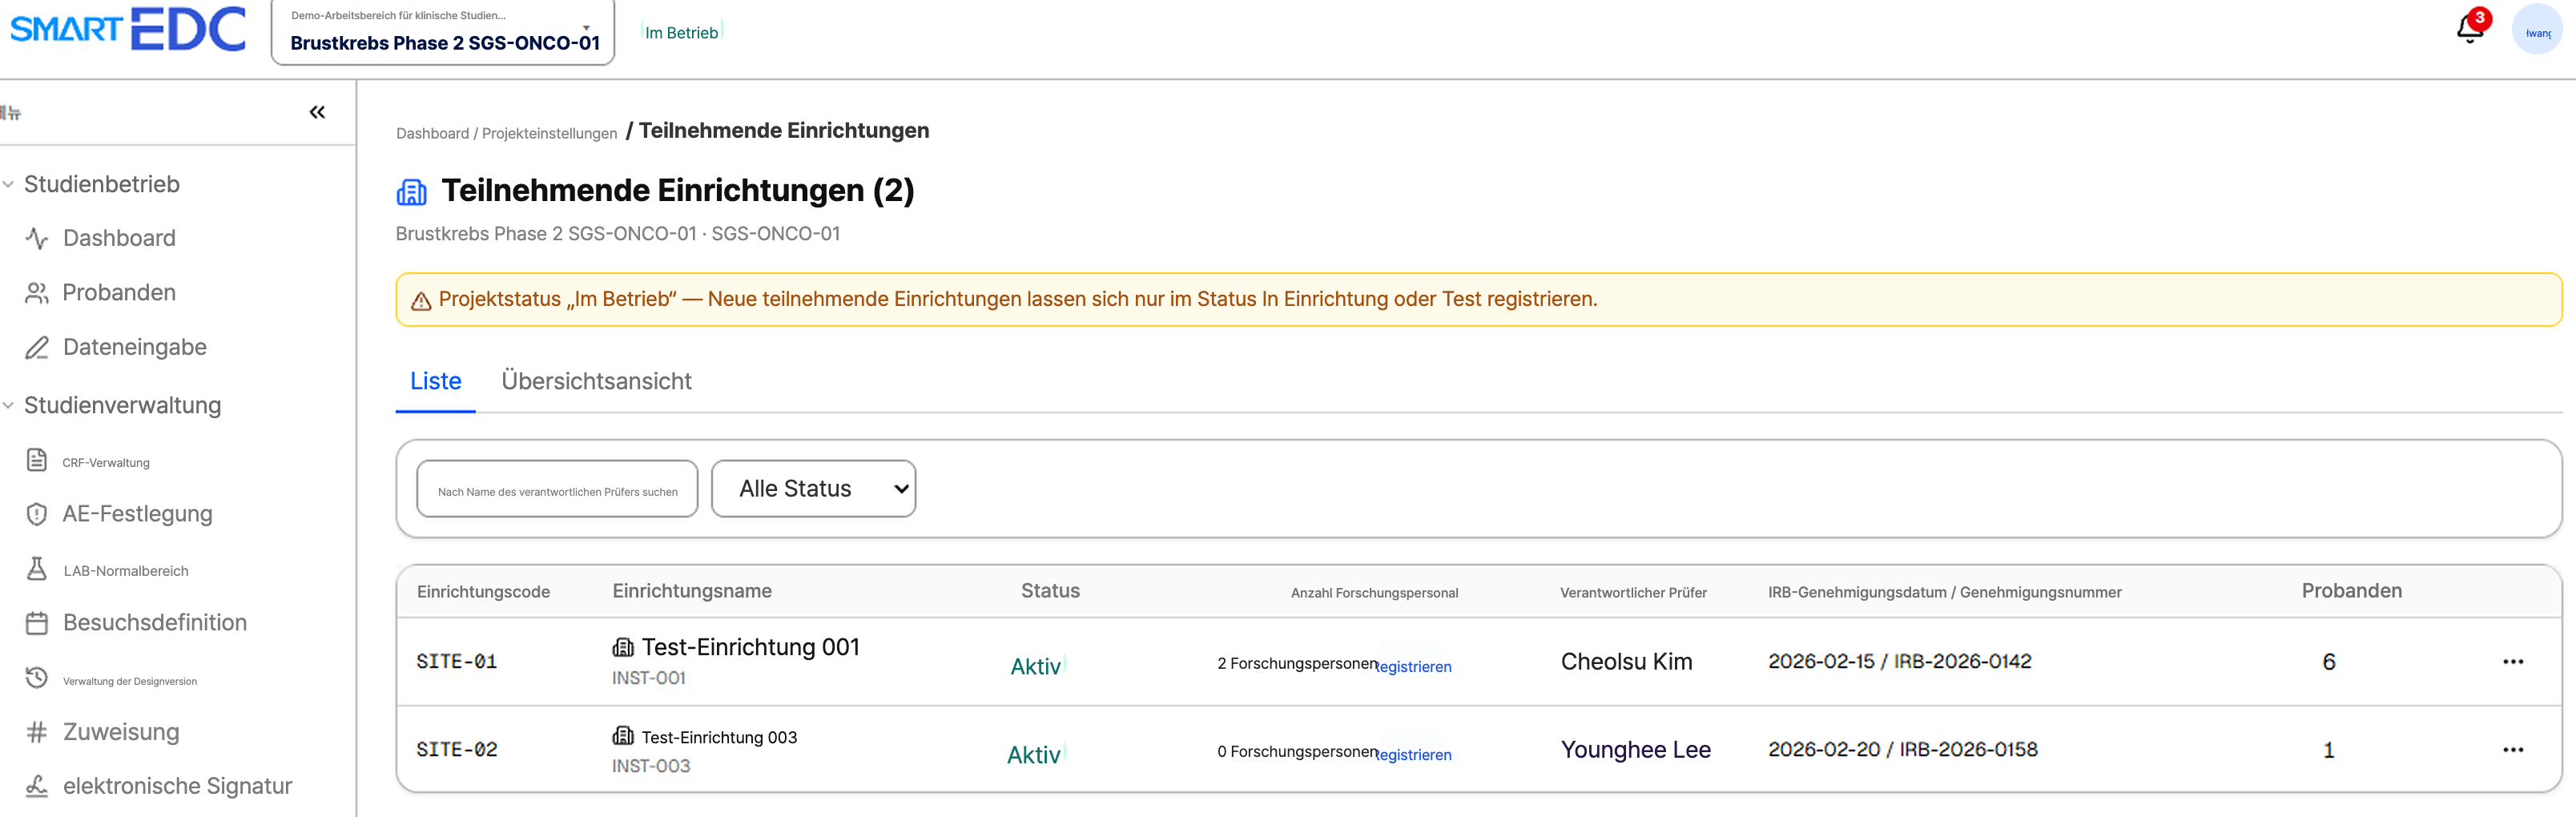 SMART EDC
Demo-Arbeitsbereich für klinische Studien...
Brustkrebs Phase 2 SGS-ONCO-01
Im Betrieb
3
Studienbetrieb
Dashboard
Probanden
Dateneingabe
Studienverwaltung
CRF-Verwaltung
AE-Festlegung
LAB-Normalbereich
Besuchsdefinition
Verwaltung der Designversion
Zuweisung
elektronische Signatur
Dashboard / Projekteinstellungen / Teilnehmende Einrichtungen
Teilnehmende Einrichtungen (2)
Brustkrebs Phase 2 SGS-ONCO-01 · SGS-ONCO-01
Projektstatus „Im Betrieb“ — Neue teilnehmende Einrichtungen lassen sich nur im Status In Einrichtung oder Test registrieren.
Liste Übersichtsansicht
Nach Name des verantwortlichen Prüfers suchen Alle Status
Einrichtungscode Einrichtungsname Status Anzahl Forschungspersonal Verantwortlicher Prüfer IRB-Genehmigungsdatum / Genehmigungsnummer Probanden
SITE-01 Test-Einrichtung 001 Aktiv 2 Forschungspersonen registrieren Cheolsu Kim 2026-02-15 / IRB-2026-0142 6
INST-001
SITE-02 Test-Einrichtung 003 Aktiv 0 Forschungspersonen registrieren Younghee Lee 2026-02-20 / IRB-2026-0158 1
INST-003